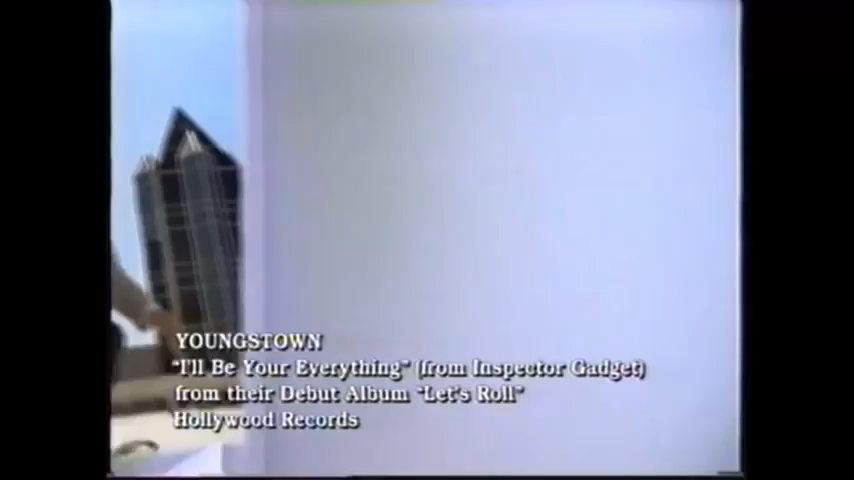 YOUNGSTOWN
"I'll Be Your Everything" (from Inspector Gadget)
from their Debut Album "Let's Roll"
Hollywood Records